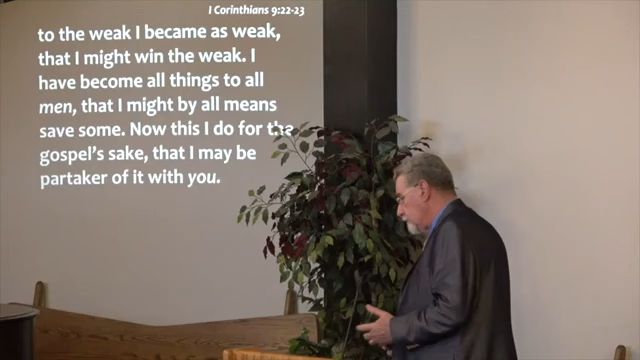 I Corinthians 9:22-23
to the weak I became as weak,
that I might win the weak. I
have become all things to all
men, that I might by all means
save some. Now this I do for the
gospel's sake, that I may be
partaker of it with you.